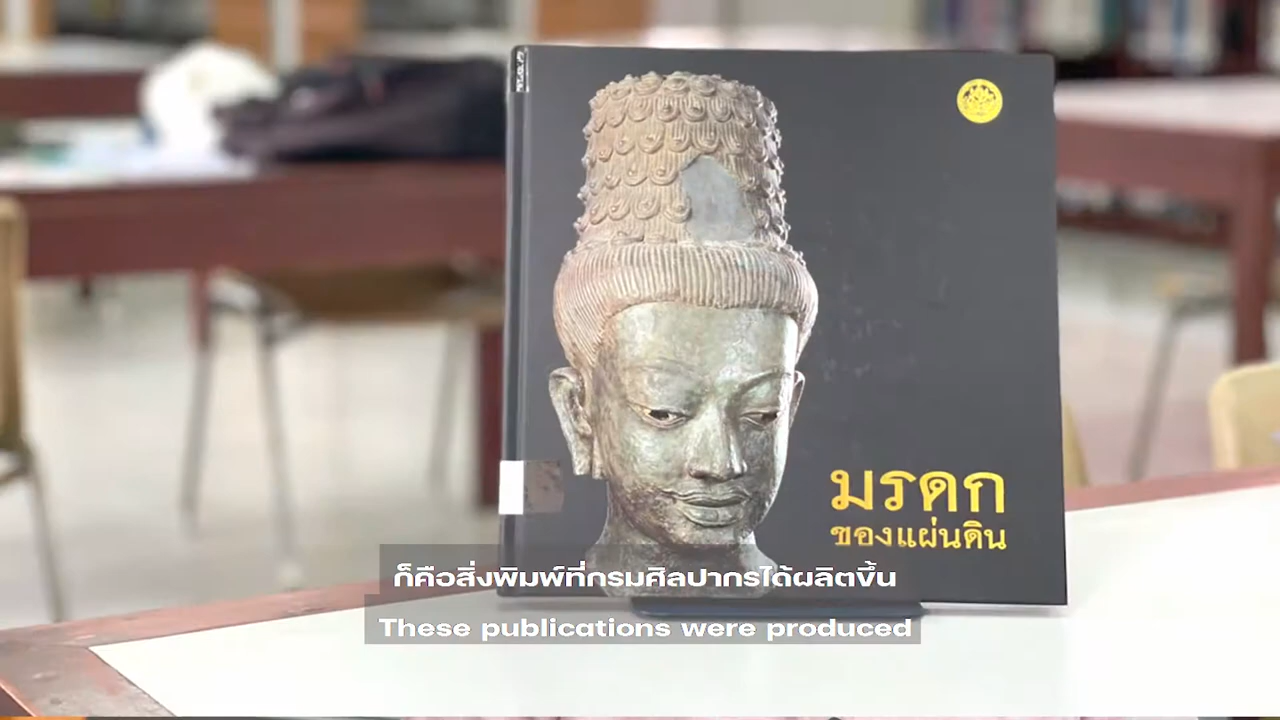 มรดก
ของแผ่นดิน
ก็คือสิ่งพิมพ์ที่กรมศิลปากรได้ผลิตขึ้น
These publications were produced